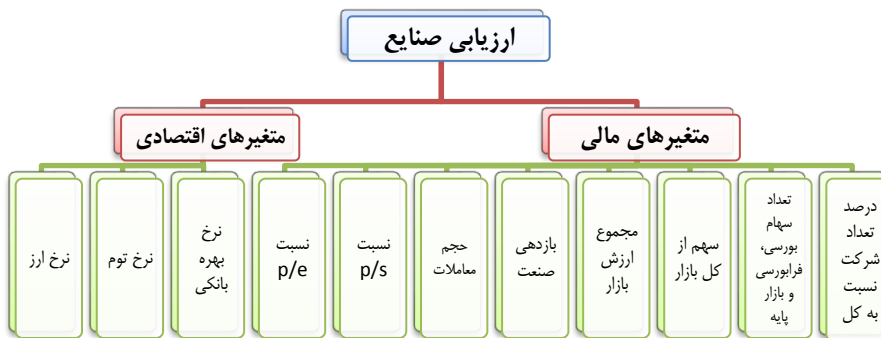 ارزیابی صنایع
متغیرهای مالی
متغیرهای اقتصادی
درصد
تعداد
شرکت
نسبت
به کل
تعداد
سهام
بورسی،
فرابورسی
و بازار
پایه
سهم از
کل بازار
مجموع
ارزش
بازار
بازدهی
صنعت
حجم
معاملات
نسبت
p/s
نسبت
p/e
نرخ
بهره
بانکی
نرخ توم
نرخ ارز